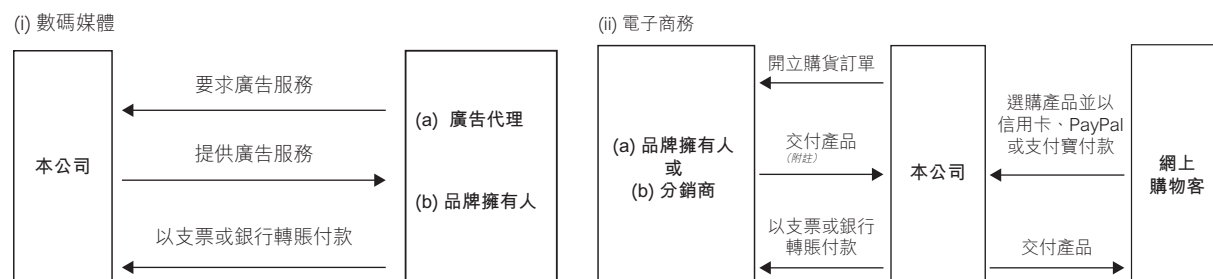 (i) 數碼媒體
本公司
要求廣告服務
提供廣告服務
以支票或銀行轉賬付款
(a) 廣告代理
(b) 品牌擁有人
(ii) 電子商務
(a) 品牌擁有人
或
(b) 分銷商
開立購貨訂單
交付產品
(附註)
以支票或銀行
轉賬付款
本公司
選購產品並以
信用卡、PayPal
或支付寶付款
交付產品
網上
購物客